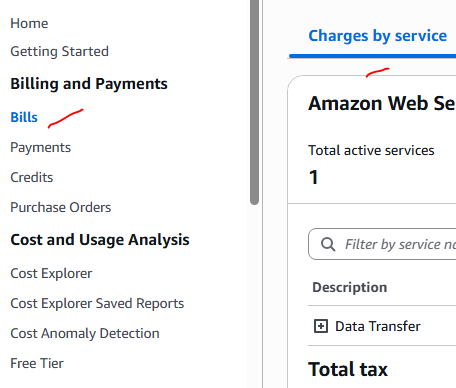 Home
Getting Started
Billing and Payments
Bills
Payments
Credits
Purchase Orders
Cost and Usage Analysis
Cost Explorer
Cost Explorer Saved Reports
Cost Anomaly Detection
Free Tier
Charges by service
Amazon Web Se
Total active services
1
Filter by service na
Description
Data Transfer
Total tax